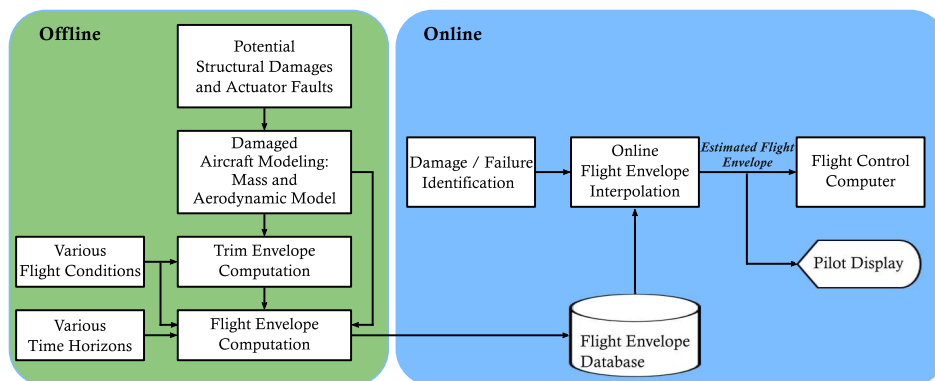 Offline
Potential
Structural Damages
and Actuator Faults
Damaged
Aircraft Modeling:
Mass and
Aerodynamic Model
Various
Flight Conditions
Trim Envelope
Computation
Various
Time Horizons
Flight Envelope
Computation
Online
Damage / Failure
Identification
Online
Flight Envelope
Interpolation
Estimated Flight
Envelope
Flight Control
Computer
Pilot Display
Flight Envelope
Database